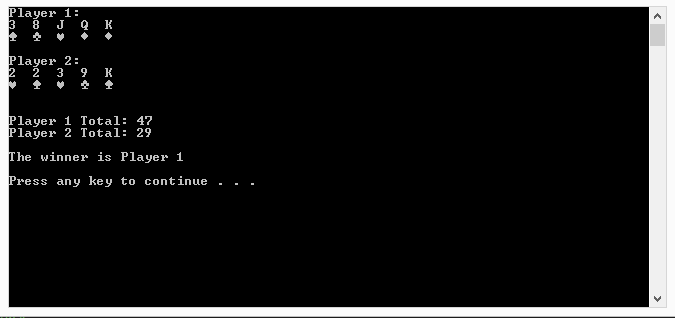 Player 1:
3 8 J Q K
♠ ♣ ♥ ♦ ♦
Player 2:
2 2 3 9 K
♥ ♠ ♥ ♣ ♠
Player 1 Total: 47
Player 2 Total: 29
The winner is Player 1
Press any key to continue . . .